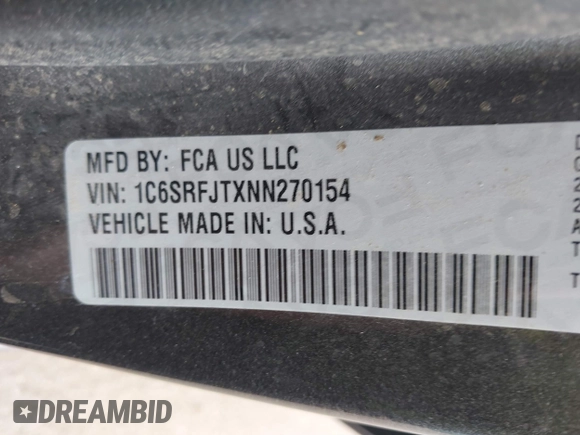 MFD BY: FCA US LLC
VIN: 1C6SRFJTXNN270154
VEHICLE MADE IN: U.S.A.
DREAMBID